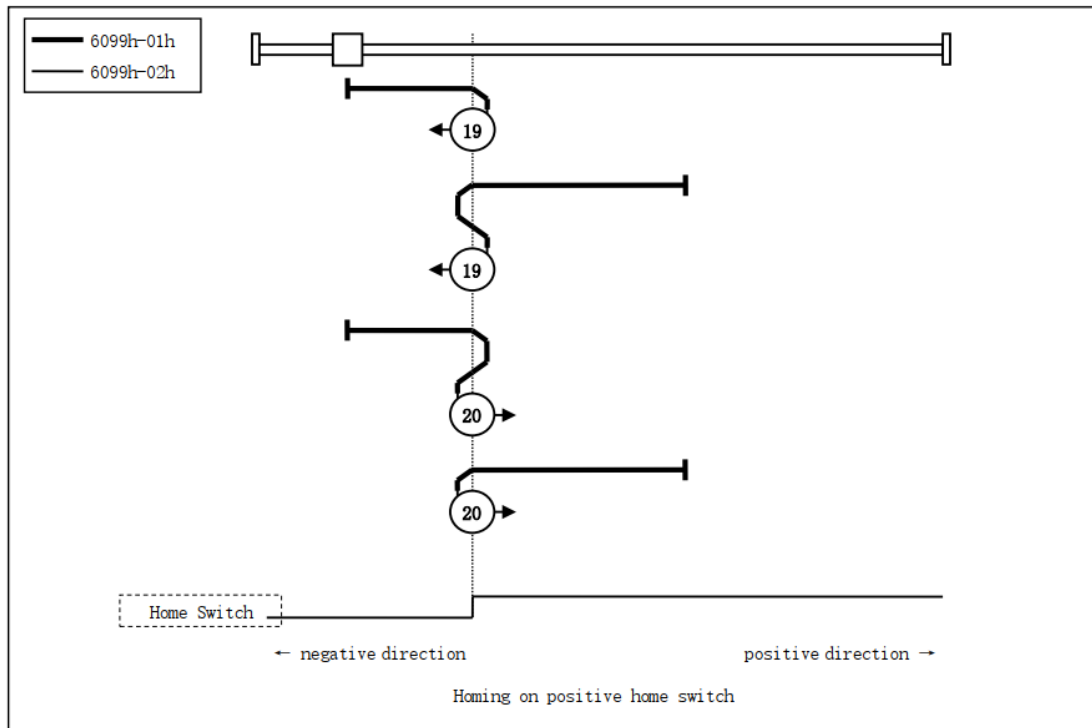 6099h-01h
6099h-02h
19
19
20
20
Home Switch
← negative direction
positive direction →
Homing on positive home switch